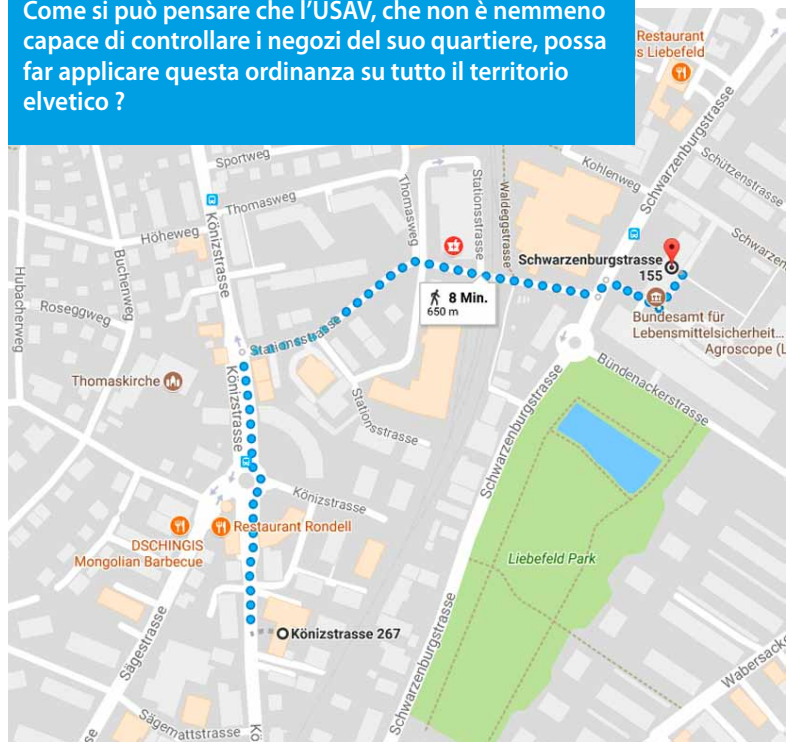 Come si può pensare che l'USAV, che non è nemmeno
capace di controllare i negozi del suo quartiere, possa
far applicare questa ordinanza su tutto il territorio
elvetico ?
Restaurant
s Liebefeld
Sportweg
Kohlenweg
Schwarzenburgstrasse
Schützenstrasse
Thomasweg
Thomasweg
Stationsstrasse
Waldeggstrasse
Könizstrasse
Höheweg
Buchenweg
Hubacherweg
Roseggweg
Schwarzenburgstrasse
155
Schwarzen
8 Min.
650 m
Bundesamt für
Lebensmittelsicherheit...
Agroscope (L
Stationsstrasse
Thomaskirche
Könizstrasse
Stationsstrasse
Bündenackerstrasse
Schwarzenburgstrasse
Könizstrasse
DSCHINGIS
Mongolian Barbecue
Restaurant Rondell
Liebefeld Park
Könizstrasse 267
Sägestrasse
Schwarzenburgstrasse
Wabersacke
Sägemattstrasse
se
Kö